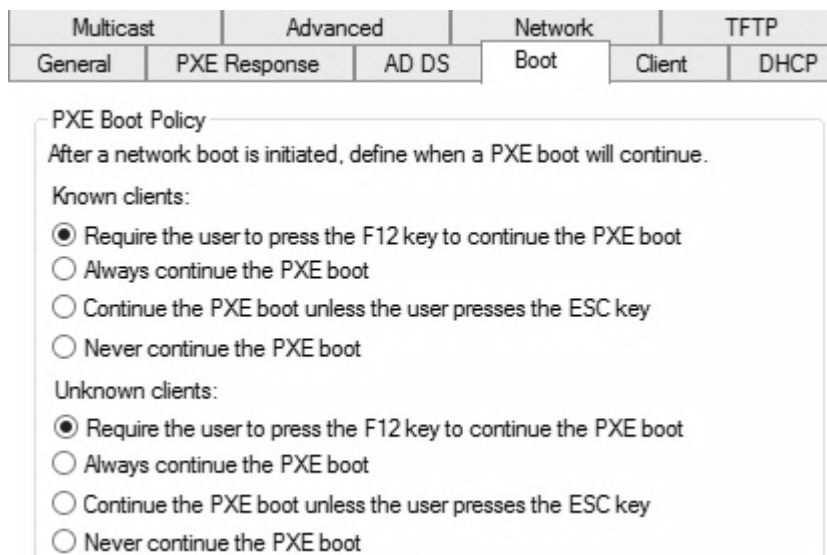 Multicast Advanced Network TFTP
General PXE Response AD DS Boot Client DHCP
PXE Boot Policy
After a network boot is initiated, define when a PXE boot will continue.
Known clients:
Require the user to press the F12 key to continue the PXE boot
Always continue the PXE boot
Continue the PXE boot unless the user presses the ESC key
Never continue the PXE boot
Unknown clients:
Require the user to press the F12 key to continue the PXE boot
Always continue the PXE boot
Continue the PXE boot unless the user presses the ESC key
Never continue the PXE boot